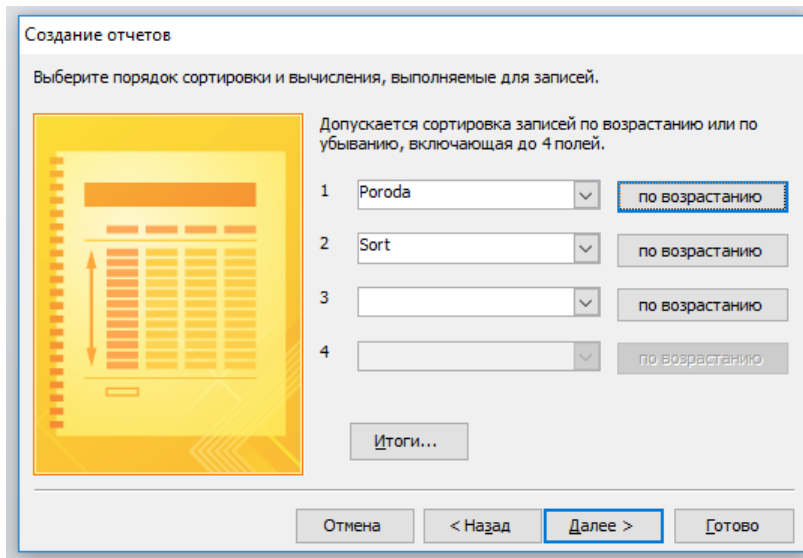 Создание отчетов
Выберите порядок сортировки и вычисления, выполняемые для записей.
Допускается сортировка записей по возрастанию или по
убыванию, включающая до 4 полей.
1 Poroda по возрастанию
2 Sort по возрастанию
3 по возрастанию
4 по возрастанию
Итоги...
Отмена < Назад Далее > Готово